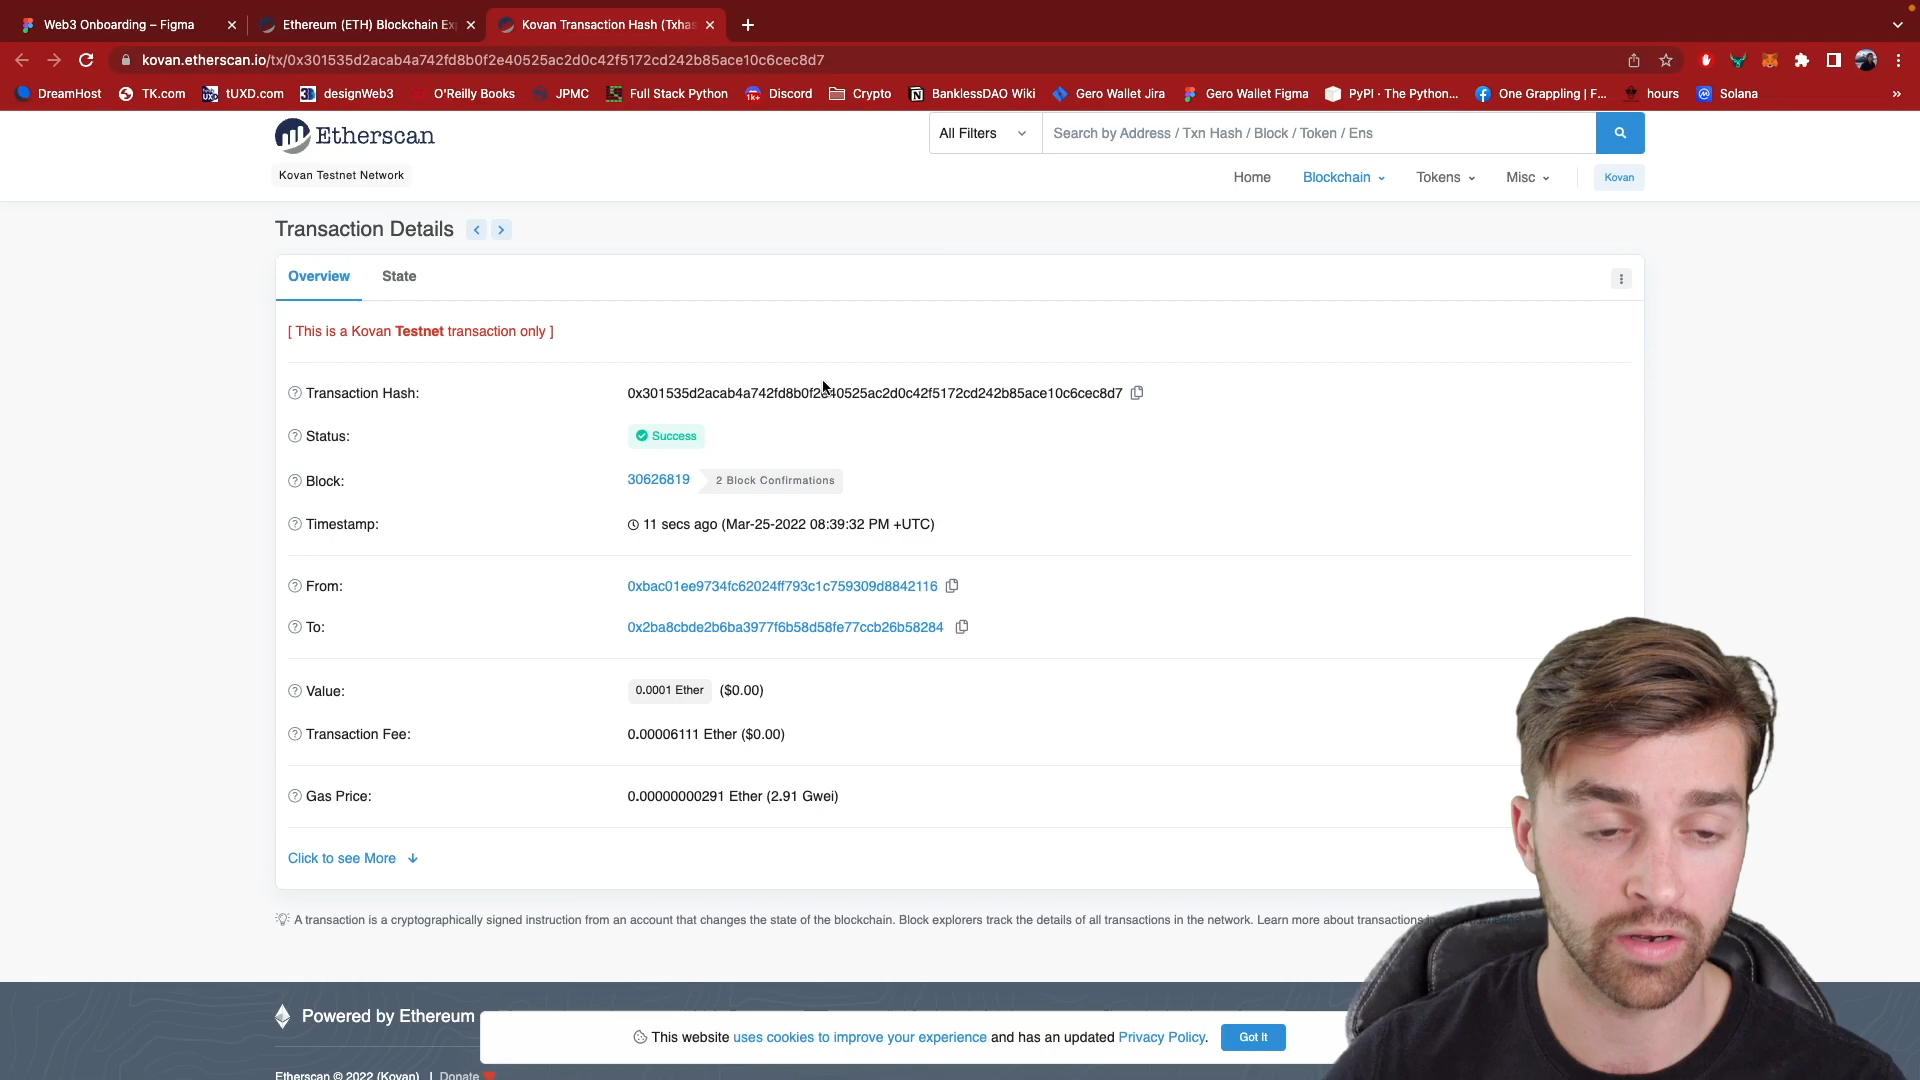 Web3 Onboarding – Figma
Ethereum (ETH) Blockchain Ex
Kovan Transaction Hash (Txhas
kovan.etherscan.io/tx/0x301535d2acab4a742fd8b0f2e40525ac2d0c42f5172cd242b85ace10c6cec8d7
DreamHost TK.com tUXD.com designWeb3 O'Reilly Books JPMC Full Stack Python Discord Crypto BanklessDAO Wiki Gero Wallet Jira Gero Wallet Figma PyPI · The Python... One Grappling | F... hours Solana »
Etherscan
All Filters
Search by Address / Txn Hash / Block / Token / Ens
Kovan Testnet Network
Home Blockchain Tokens Misc Kovan
Transaction Details
Overview State
[ This is a Kovan Testnet transaction only ]
Transaction Hash: 0x301535d2acab4a742fd8b0f2e40525ac2d0c42f5172cd242b85ace10c6cec8d7
Status: Success
Block: 30626819 2 Block Confirmations
Timestamp: 11 secs ago (Mar-25-2022 08:39:32 PM +UTC)
From: 0xbac01ee9734fc62024ff793c1c759309d8842116
To: 0x2ba8cbde2b6ba3977f6b58d58fe77ccb26b58284
Value: 0.0001 Ether ($0.00)
Transaction Fee: 0.00006111 Ether ($0.00)
Gas Price: 0.00000000291 Ether (2.91 Gwei)
Click to see More
A transaction is a cryptographically signed instruction from an account that changes the state of the blockchain. Block explorers track the details of all transactions in the network. Learn more about transactions
Powered by Ethereum
This website uses cookies to improve your experience and has an updated Privacy Policy.
Got It
Etherscan © 2022 (Kovan) | Donate